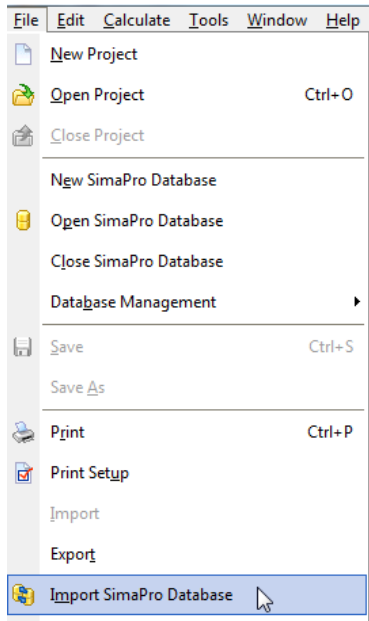 File Edit Calculate Tools Window Help
New Project
Open Project Ctrl+O
Close Project
New SimaPro Database
Open SimaPro Database
Close SimaPro Database
Database Management
Save Ctrl+S
Save As
Print Ctrl+P
Print Setup
Import
Export
Import SimaPro Database